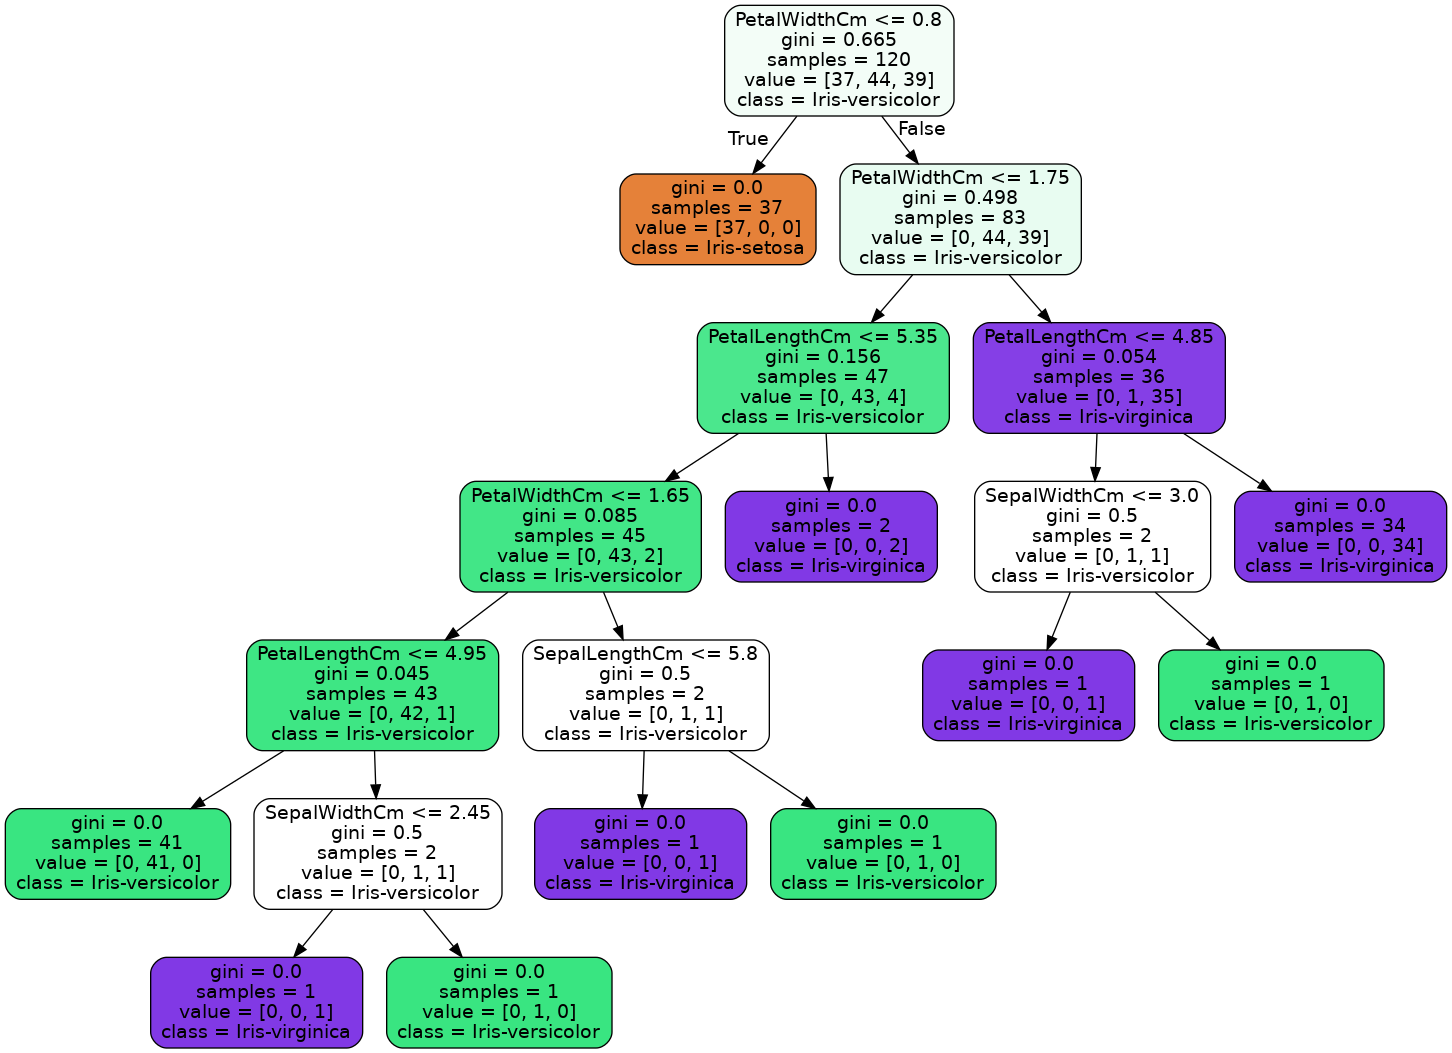 PetalWidthCm <= 0.8
gini = 0.665
samples = 120
value = [37, 44, 39]
class = Iris-versicolor
True
False
gini = 0.0
samples = 37
value = [37, 0, 0]
class = Iris-setosa
PetalWidthCm <= 1.75
gini = 0.498
samples = 83
value = [0, 44, 39]
class = Iris-versicolor
PetalLengthCm <= 5.35
gini = 0.156
samples = 47
value = [0, 43, 4]
class = Iris-versicolor
PetalLengthCm <= 4.85
gini = 0.054
samples = 36
value = [0, 1, 35]
class = Iris-virginica
PetalWidthCm <= 1.65
gini = 0.085
samples = 45
value = [0, 43, 2]
class = Iris-versicolor
gini = 0.0
samples = 2
value = [0, 0, 2]
class = Iris-virginica
SepalWidthCm <= 3.0
gini = 0.5
samples = 2
value = [0, 1, 1]
class = Iris-versicolor
gini = 0.0
samples = 34
value = [0, 0, 34]
class = Iris-virginica
PetalLengthCm <= 4.95
gini = 0.045
samples = 43
value = [0, 42, 1]
class = Iris-versicolor
SepalLengthCm <= 5.8
gini = 0.5
samples = 2
value = [0, 1, 1]
class = Iris-versicolor
gini = 0.0
samples = 1
value = [0, 0, 1]
class = Iris-virginica
gini = 0.0
samples = 1
value = [0, 1, 0]
class = Iris-versicolor
gini = 0.0
samples = 41
value = [0, 41, 0]
class = Iris-versicolor
SepalWidthCm <= 2.45
gini = 0.5
samples = 2
value = [0, 1, 1]
class = Iris-versicolor
gini = 0.0
samples = 1
value = [0, 0, 1]
class = Iris-virginica
gini = 0.0
samples = 1
value = [0, 1, 0]
class = Iris-versicolor
gini = 0.0
samples = 1
value = [0, 0, 1]
class = Iris-virginica
gini = 0.0
samples = 1
value = [0, 1, 0]
class = Iris-versicolor